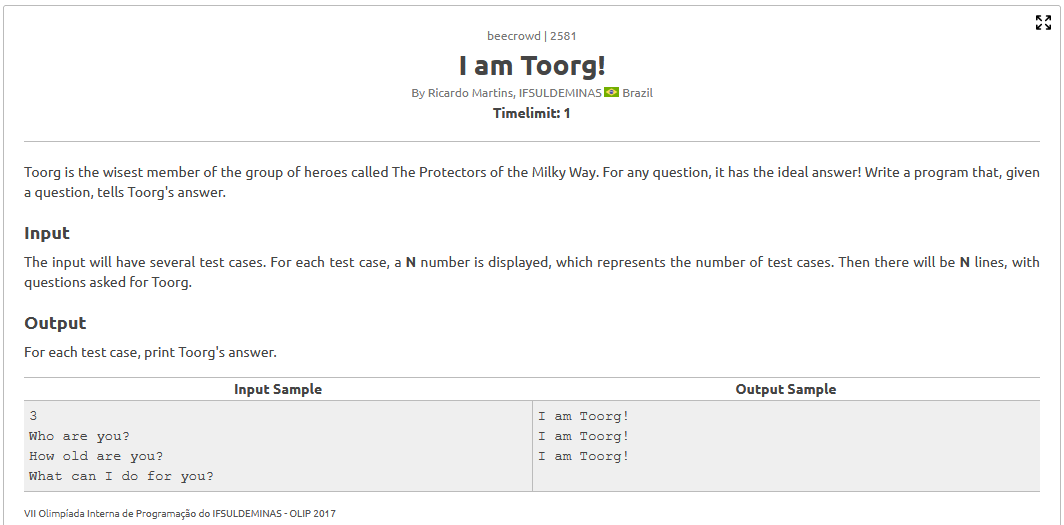 beecrowd | 2581
I am Toorg!
By Ricardo Martins, IFSULDEMINAS Brazil
Timelimit: 1
Toorg is the wisest member of the group of heroes called The Protectors of the Milky Way. For any question, it has the ideal answer! Write a program that, given
a question, tells Toorg's answer.
Input
The input will have several test cases. For each test case, a N number is displayed, which represents the number of test cases. Then there will be N lines, with
questions asked for Toorg.
Output
For each test case, print Toorg's answer.
Input Sample
Output Sample
3
Who are you?
How old are you?
What can I do for you?
I am Toorg!
I am Toorg!
I am Toorg!
VII Olimpíada Interna de Programação do IFSULDEMINAS - OLIP 2017